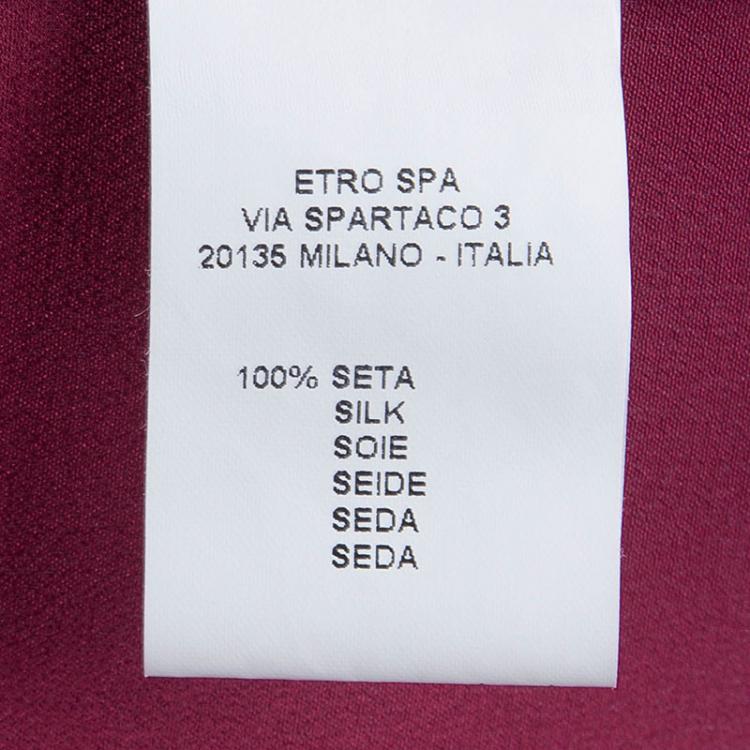 ETRO SPA
VIA SPARTACO 3
20135 MILANO - ITALIA
100% SETA
SILK
SOIE
SEIDE
SEDA
SEDA